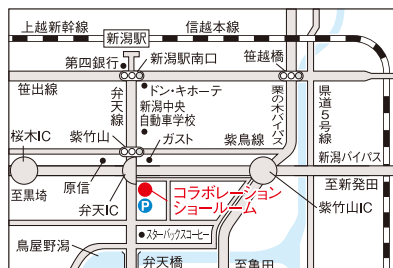 上越新幹線
信越本線
新潟駅
第四銀行
新潟駅南口
笹越橋
笹出線
弁天線
ドン・キホーテ
新潟中央
自動車学校
栗の木バイパス
県道5号線
桜木IC
紫竹山
ガスト
紫鳥線
新潟バイパス
至黒埼
原信
弁天IC
P
コラボレーション
ショールーム
至新発田
紫竹山IC
鳥屋野潟
スターバックスコーヒー
弁天橋
至亀田